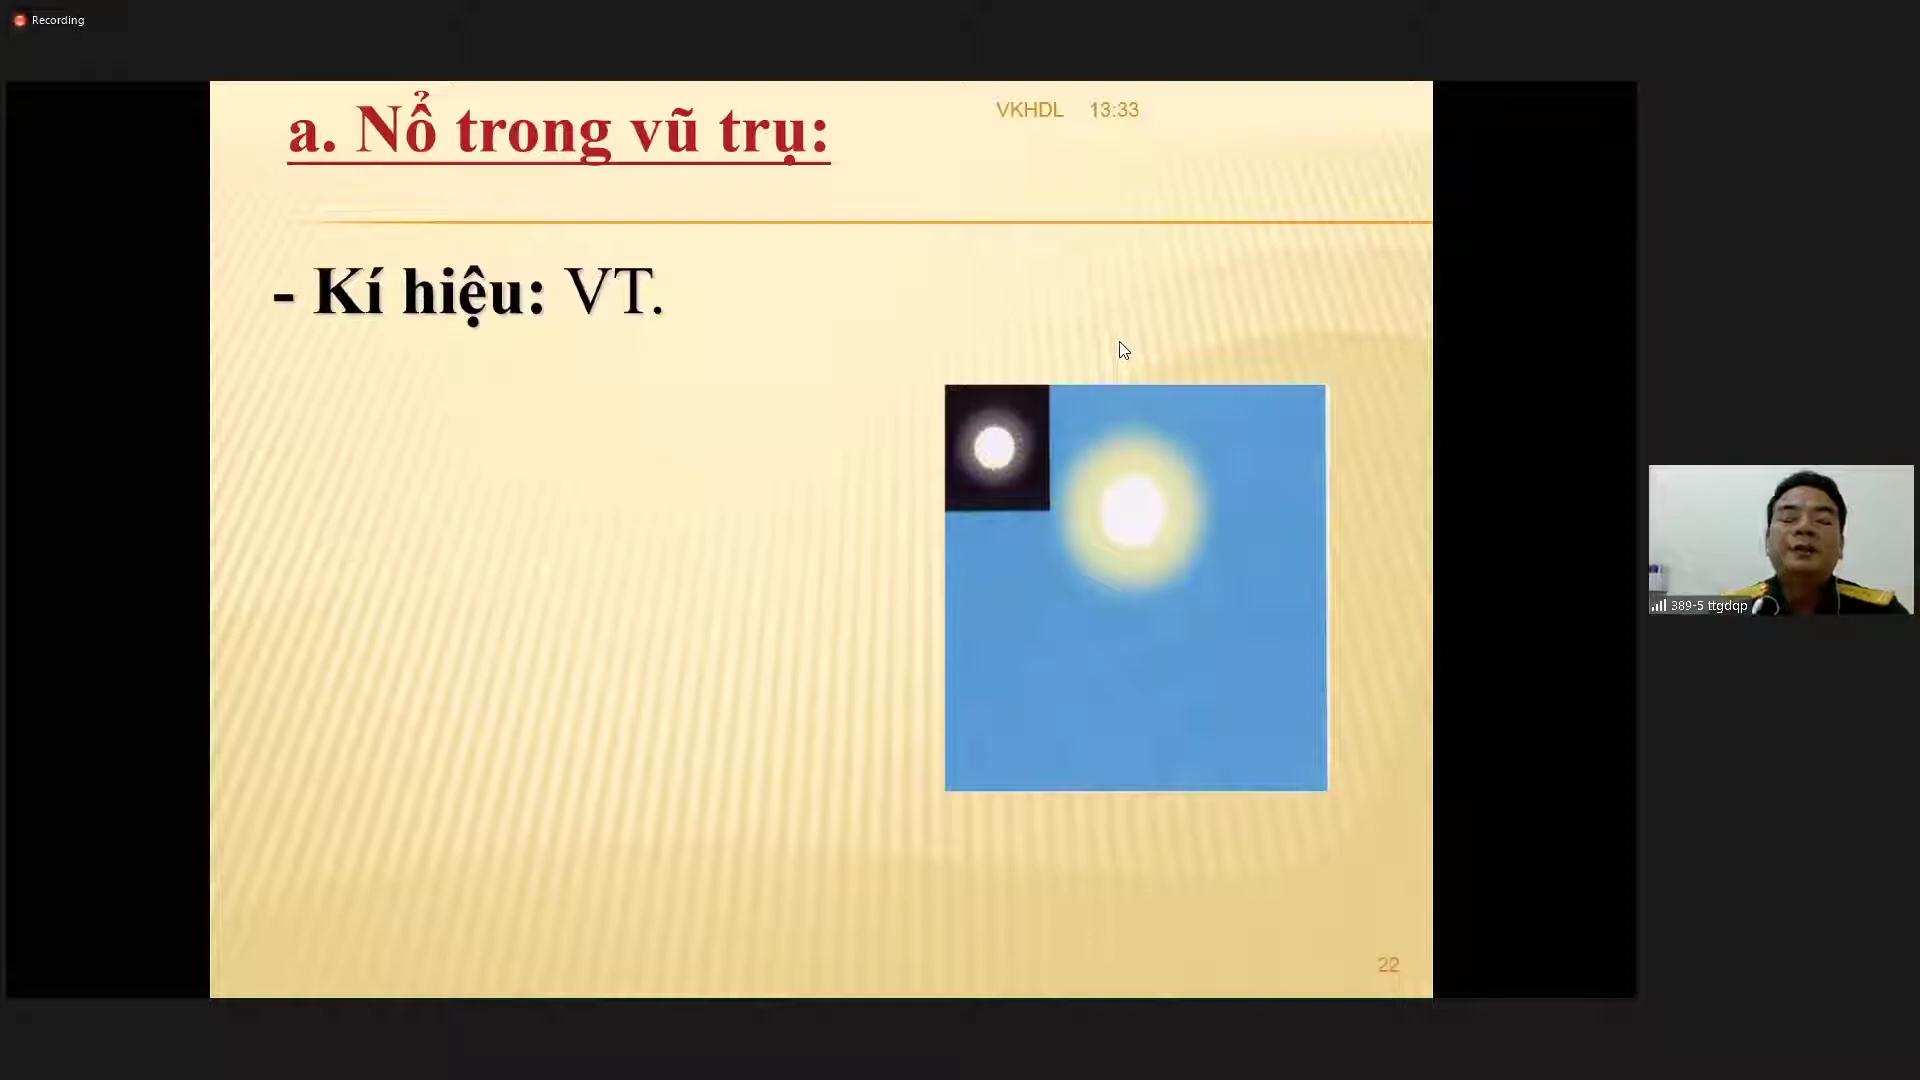 Recording
a. Nổ trong vũ trụ:
VKHDL 13:33
- Kí hiệu: VT.
389-5 ttgdqp
22